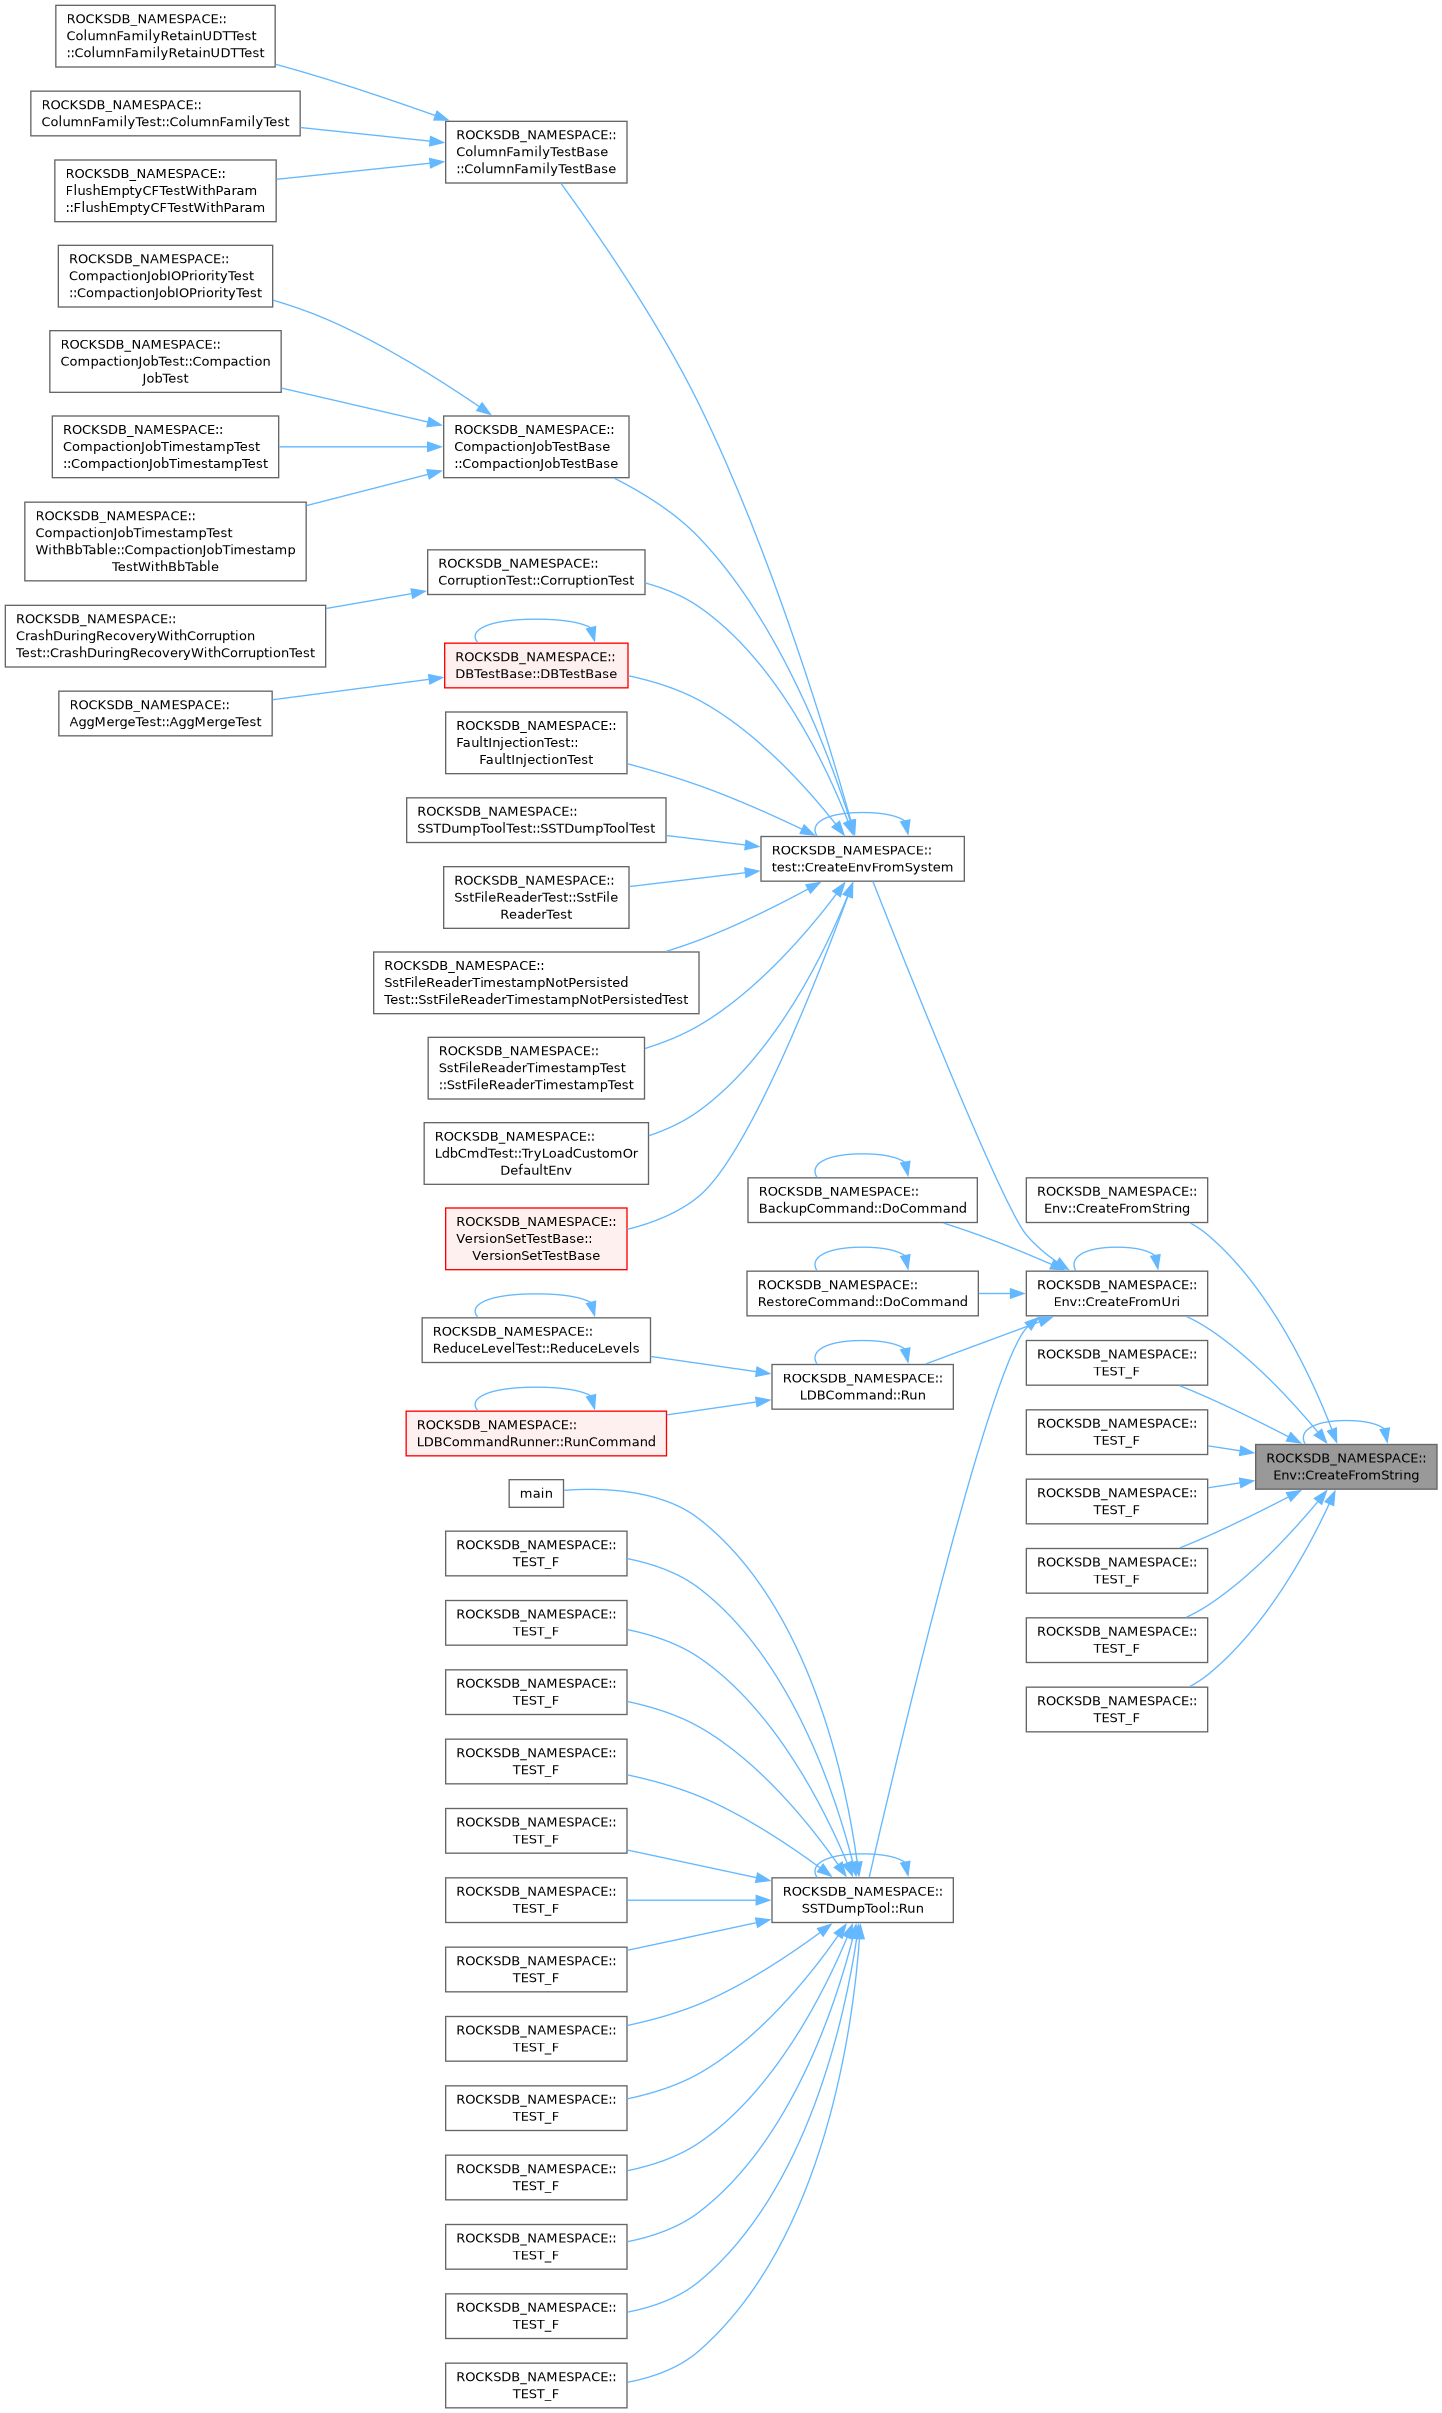 ROCKSDB_NAMESPACE::
ColumnFamilyRetainUDTTest
::ColumnFamilyRetainUDTTest
ROCKSDB_NAMESPACE::
ColumnFamilyTest::ColumnFamilyTest
ROCKSDB_NAMESPACE::
FlushEmptyCFTestWithParam
::FlushEmptyCFTestWithParam
ROCKSDB_NAMESPACE::
CompactionJobIOPriorityTest
::CompactionJobIOPriorityTest
ROCKSDB_NAMESPACE::
CompactionJobTest::Compaction
JobTest
ROCKSDB_NAMESPACE::
CompactionJobTimestampTest
::CompactionJobTimestampTest
ROCKSDB_NAMESPACE::
CompactionJobTimestampTest
WithBbTable::CompactionJobTimestamp
TestWithBbTable
ROCKSDB_NAMESPACE::
CrashDuringRecoveryWithCorruption
Test::CrashDuringRecoveryWithCorruptionTest
ROCKSDB_NAMESPACE::
AggMergeTest::AggMergeTest
ROCKSDB_NAMESPACE::
ColumnFamilyTestBase
::ColumnFamilyTestBase
ROCKSDB_NAMESPACE::
CompactionJobTestBase
::CompactionJobTestBase
ROCKSDB_NAMESPACE::
CorruptionTest::CorruptionTest
ROCKSDB_NAMESPACE::
DBTestBase::DBTestBase
ROCKSDB_NAMESPACE::
FaultInjectionTest::
FaultInjectionTest
ROCKSDB_NAMESPACE::
SSTDumpToolTest::SSTDumpToolTest
ROCKSDB_NAMESPACE::
SstFileReaderTest::SstFile
ReaderTest
ROCKSDB_NAMESPACE::
SstFileReaderTimestampNotPersisted
Test::SstFileReaderTimestampNotPersistedTest
ROCKSDB_NAMESPACE::
SstFileReaderTimestampTest
::SstFileReaderTimestampTest
ROCKSDB_NAMESPACE::
LdbCmdTest::TryLoadCustomOr
DefaultEnv
ROCKSDB_NAMESPACE::
VersionSetTestBase::
VersionSetTestBase
ROCKSDB_NAMESPACE::
ReduceLevelTest::ReduceLevels
ROCKSDB_NAMESPACE::
LDBCommandRunner::RunCommand
main
ROCKSDB_NAMESPACE::
TEST_F
ROCKSDB_NAMESPACE::
TEST_F
ROCKSDB_NAMESPACE::
TEST_F
ROCKSDB_NAMESPACE::
TEST_F
ROCKSDB_NAMESPACE::
TEST_F
ROCKSDB_NAMESPACE::
TEST_F
ROCKSDB_NAMESPACE::
TEST_F
ROCKSDB_NAMESPACE::
TEST_F
ROCKSDB_NAMESPACE::
TEST_F
ROCKSDB_NAMESPACE::
TEST_F
ROCKSDB_NAMESPACE::
TEST_F
ROCKSDB_NAMESPACE::
TEST_F
ROCKSDB_NAMESPACE::
TEST_F
ROCKSDB_NAMESPACE::
test::CreateEnvFromSystem
ROCKSDB_NAMESPACE::
BackupCommand::DoCommand
ROCKSDB_NAMESPACE::
RestoreCommand::DoCommand
ROCKSDB_NAMESPACE::
LDBCommand::Run
ROCKSDB_NAMESPACE::
SSTDumpTool::Run
ROCKSDB_NAMESPACE::
Env::CreateFromString
ROCKSDB_NAMESPACE::
Env::CreateFromUri
ROCKSDB_NAMESPACE::
TEST_F
ROCKSDB_NAMESPACE::
TEST_F
ROCKSDB_NAMESPACE::
TEST_F
ROCKSDB_NAMESPACE::
TEST_F
ROCKSDB_NAMESPACE::
TEST_F
ROCKSDB_NAMESPACE::
TEST_F
ROCKSDB_NAMESPACE::
Env::CreateFromString